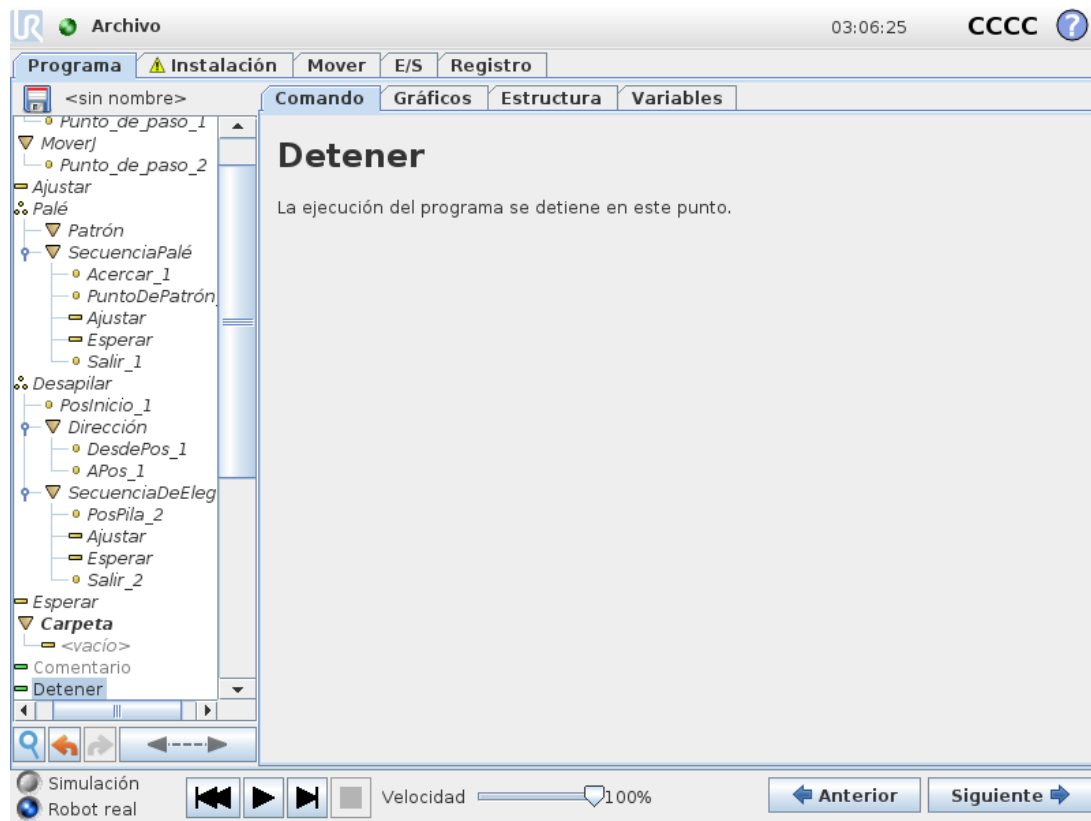 UR Archivo 03:06:25 CCCC ?
Programa Instalación Mover E/S Registro
<sin nombre> Comando Gráficos Estructura Variables
Punto_de_paso_1
MoverJ
Punto_de_paso_2
Ajustar
Palé
Patrón
SecuenciaPalé
Acercar_1
PuntoDePatrón_
Ajustar
Esperar
Salir_1
Desapilar
PosInicio_1
Dirección
DesdePos_1
APos_1
SecuenciaDeEleg
PosPila_2
Ajustar
Esperar
Salir_2
Esperar
Carpeta
<vacío>
Comentario
Detener
Detener
La ejecución del programa se detiene en este punto.
Simulación
Robot real
Velocidad 100%
Anterior Siguiente